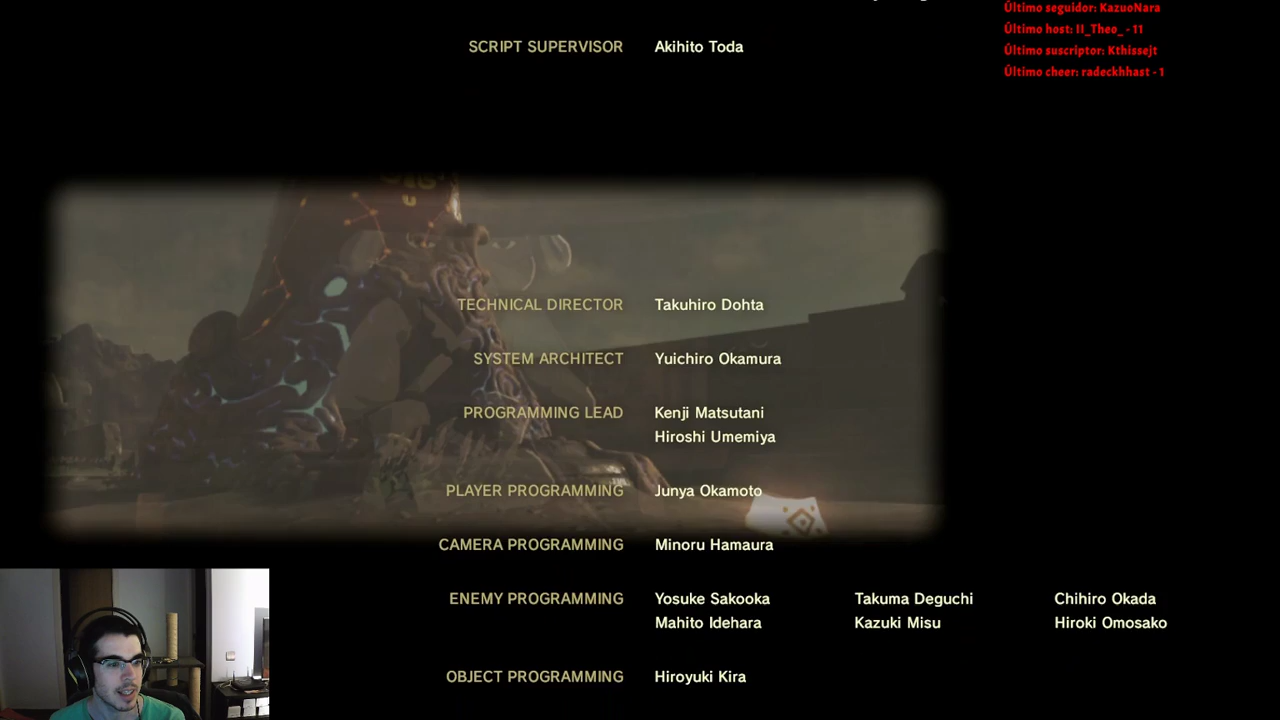 Último seguidor: KazuoNara
Último host: II_Theo_ - 11
Último suscriptor: Kthissejt
Último cheer: radeckhhast - 1
SCRIPT SUPERVISOR Akihito Toda
TECHNICAL DIRECTOR Takuhiro Dohta
SYSTEM ARCHITECT Yuichiro Okamura
PROGRAMMING LEAD Kenji Matsutani
Hiroshi Umemiya
PLAYER PROGRAMMING Junya Okamoto
CAMERA PROGRAMMING Minoru Hamaura
ENEMY PROGRAMMING Yosuke Sakooka Takuma Deguchi Chihiro Okada
Mahito Idehara Kazuki Misu Hiroki Omosako
OBJECT PROGRAMMING Hiroyuki Kira